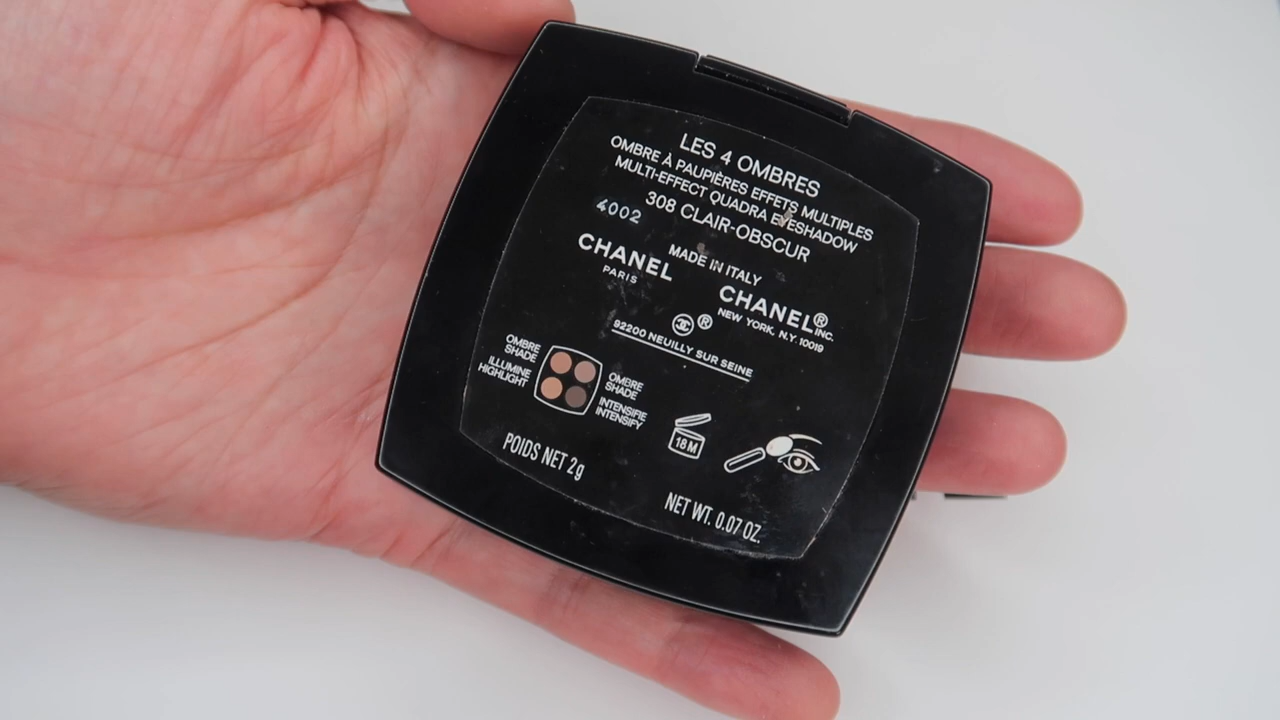 LES 4 OMBRES
OMBRE À PAUPIÈRES EFFETS MULTIPLES
MULTI-EFFECT QUADRA EYESHADOW
308 CLAIR-OBSCUR
4002
MADE IN ITALY
CHANEL
PARIS
CHANEL® INC.
NEW YORK, N.Y. 10019
®
92200 NEUILLY SUR SEINE
OMBRE
SHADE
ILLUMINE
HIGHLIGHT
OMBRE
SHADE
INTENSIFIE
INTENSIFY
18M
POIDS NET 2g
NET WT. 0.07 OZ.